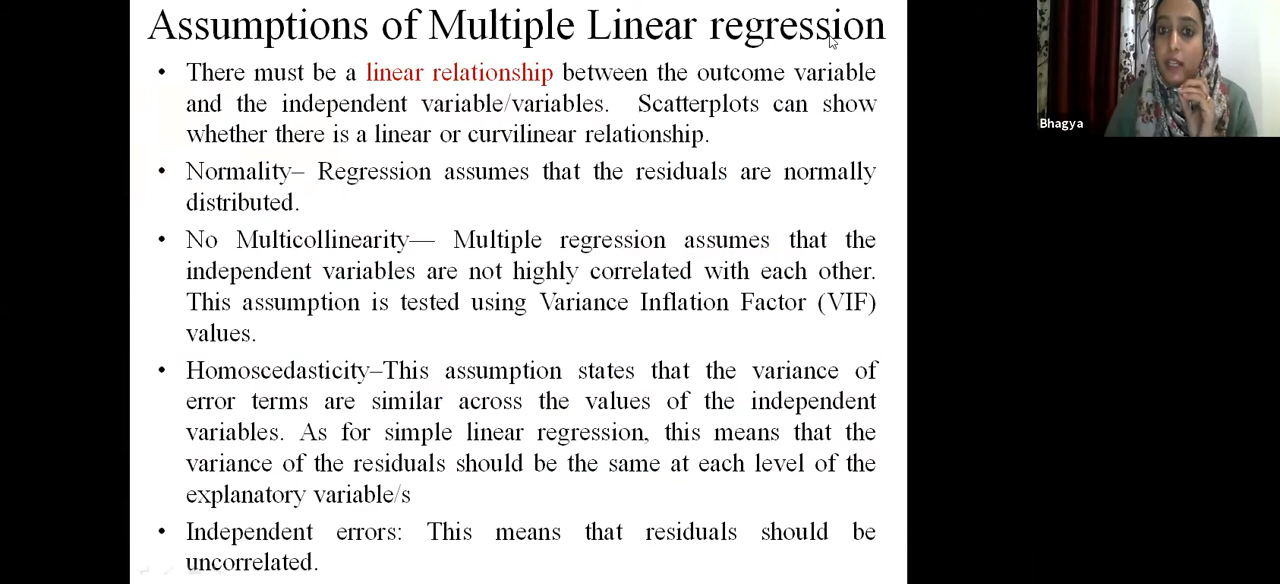 Assumptions of Multiple Linear regression
• There must be a linear relationship between the outcome variable
and the independent variable/variables. Scatterplots can show
whether there is a linear or curvilinear relationship.
• Normality– Regression assumes that the residuals are normally
distributed.
• No Multicollinearity— Multiple regression assumes that the
independent variables are not highly correlated with each other.
This assumption is tested using Variance Inflation Factor (VIF)
values.
• Homoscedasticity–This assumption states that the variance of
error terms are similar across the values of the independent
variables. As for simple linear regression, this means that the
variance of the residuals should be the same at each level of the
explanatory variable/s
• Independent errors: This means that residuals should be
uncorrelated.
Bhagya